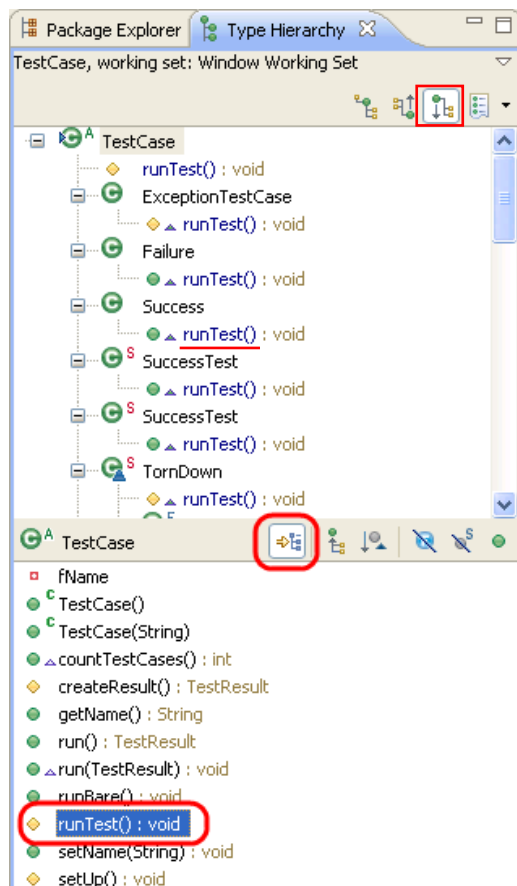 Package Explorer Type Hierarchy
TestCase, working set: Window Working Set
A TestCase
runTest() : void
ExceptionTestCase
runTest() : void
Failure
runTest() : void
Success
runTest() : void
S SuccessTest
runTest() : void
S SuccessTest
runTest() : void
S TornDown
runTest() : void
A TestCase
fName
C TestCase()
C TestCase(String)
countTestCases() : int
createResult() : TestResult
getName() : String
run() : TestResult
run(TestResult) : void
runBare() : void
runTest() : void
setName(String) : void
setUp() : void